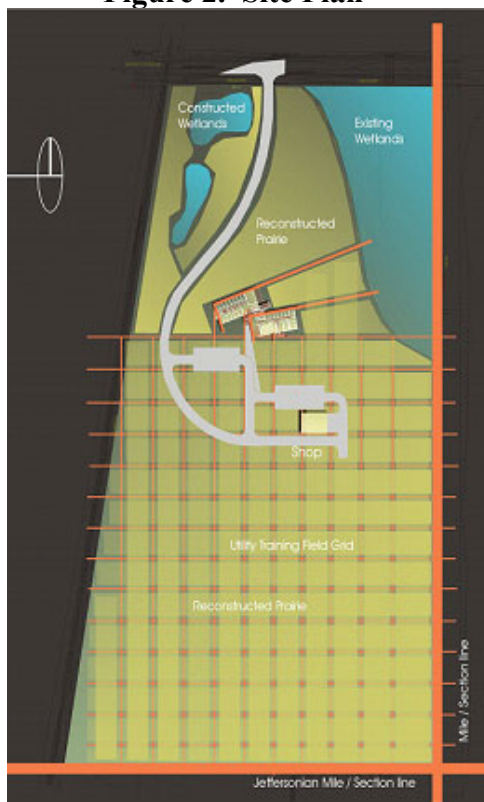 Figure 2. Site Plan
Constructed
Wetlands
Existing
Wetlands
Reconstructed
Prairie
Shop
Utility Training Field Grid
Reconstructed Prairie
Mile / Section line
Jeffersonian Mile / Section line